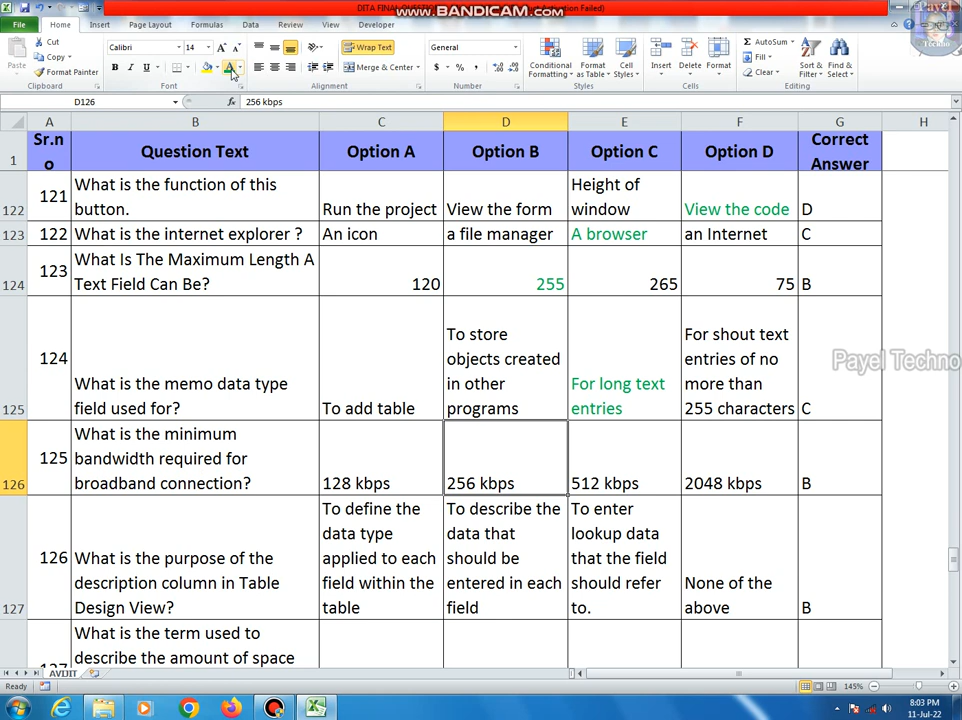 DITA FINAL
www.BANDICAM.com
ation Failed)
File
Home
Insert
Page Layout
Formulas
Data
Review
View
Developer
Payel
Techno
Paste
Cut
Copy
Format Painter
Clipboard
Calibri
14
B I U
Font
Wrap Text
Merge & Center
Alignment
General
$ % ,
Number
Conditional Formatting
Format as Table
Cell Styles
Styles
Insert
Delete
Format
Cells
AutoSum
Fill
Clear
Sort & Filter
Find & Select
Editing
D126
fx
256 kbps
A B C D E F G H
1
Sr.n
o
Question Text
Option A
Option B
Option C
Option D
Correct
Answer
122
121
What is the function of this
button.
Run the project
View the form
Height of
window
View the code
D
123
122
What is the internet explorer ?
An icon
a file manager
A browser
an Internet
C
124
123
What Is The Maximum Length A
Text Field Can Be?
120
255
265
75
B
125
124
What is the memo data type
field used for?
To add table
To store
objects created
in other
programs
For long text
entries
For shout text
entries of no
more than
255 characters
C
Payel Techno
126
125
What is the minimum
bandwidth required for
broadband connection?
128 kbps
256 kbps
512 kbps
2048 kbps
B
127
126
What is the purpose of the
description column in Table
Design View?
To define the
data type
applied to each
field within the
table
To describe the
data that
should be
entered in each
field
To enter
lookup data
that the field
should refer
to.
None of the
above
B
127
What is the term used to
describe the amount of space
AVDIT
Ready
145%
8:03 PM
11-Jul-22